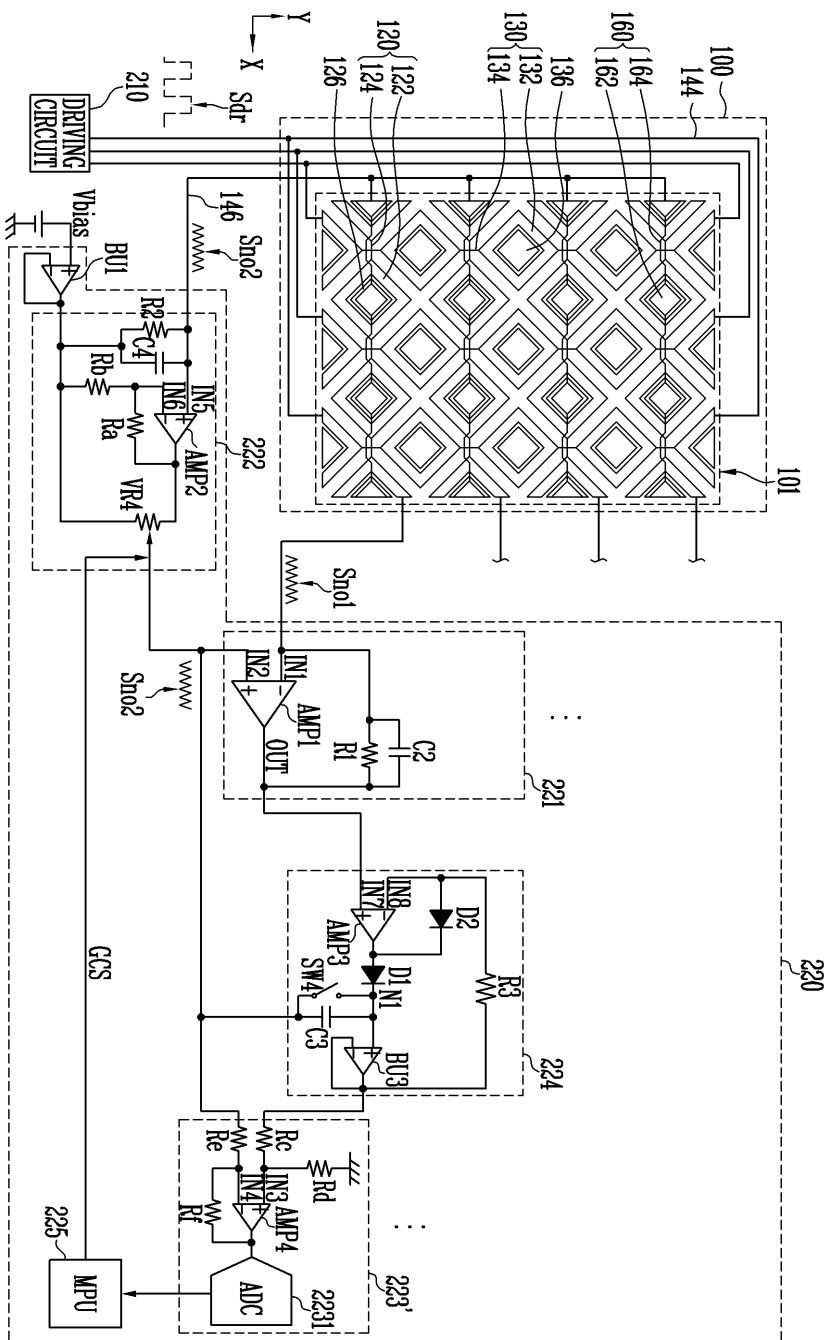 100
144
160
164
162
136
130
132
134
120
122
124
126
X
Y
Sdr
210
DRIVING
CIRCUIT
101
146
Sno2
Vbias
BU1
R2
C4
Rb
Ra
IN5
IN6
AMP2
VR4
222
Sno1
Sno2
IN1
IN2
AMP1
OUT
R1
C2
221
...
220
GCS
IN8
IN7
AMP3
D2
D1
N1
SW4
C3
R3
BU3
224
Rc
Re
Rd
IN3
IN4
Rf
AMP4
...
223'
ADC
2231
225
MPU